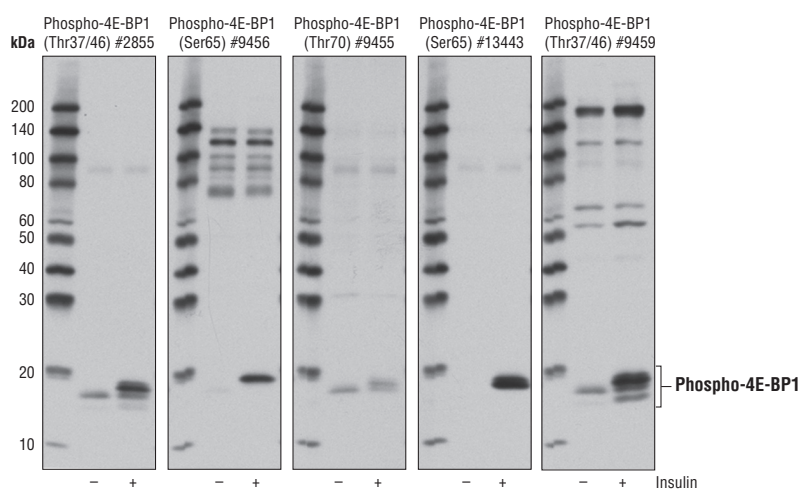 Phospho-4E-BP1 Phospho-4E-BP1 Phospho-4E-BP1 Phospho-4E-BP1 Phospho-4E-BP1
kDa (Thr37/46) #2855 (Ser65) #9456 (Thr70) #9455 (Ser65) #13443 (Thr37/46) #9459
200
140
100
80
60
50
40
30
20
Phospho-4E-BP1
10
– + – + – + – + – + Insulin